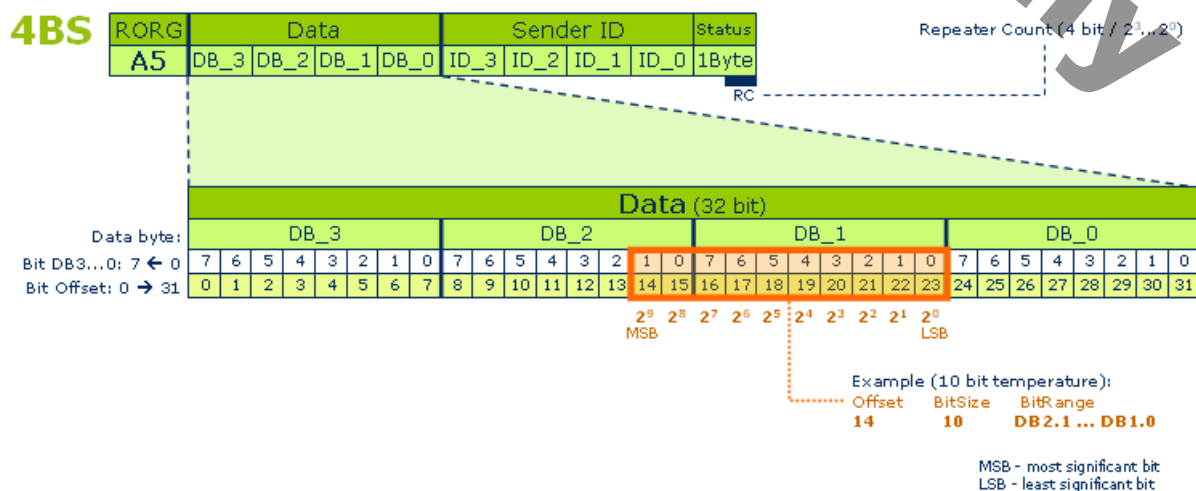 4BS RORG Data Sender ID Status Repeater Count (4 bit / 2³...2⁰)
A5 DB_3 DB_2 DB_1 DB_0 ID_3 ID_2 ID_1 ID_0 1Byte
RC
Data (32 bit)
Data byte: DB_3 DB_2 DB_1 DB_0
Bit DB3...0: 7 ← 0 7 6 5 4 3 2 1 0 7 6 5 4 3 2 1 0 7 6 5 4 3 2 1 0 7 6 5 4 3 2 1 0
Bit Offset: 0 → 31 0 1 2 3 4 5 6 7 8 9 10 11 12 13 14 15 16 17 18 19 20 21 22 23 24 25 26 27 28 29 30 31
2⁹ 2⁸ 2⁷ 2⁶ 2⁵ 2⁴ 2³ 2² 2¹ 2⁰
MSB LSB
Example (10 bit temperature):
Offset BitSize BitRange
14 10 DB2.1 ... DB1.0
MSB - most significant bit
LSB - least significant bit